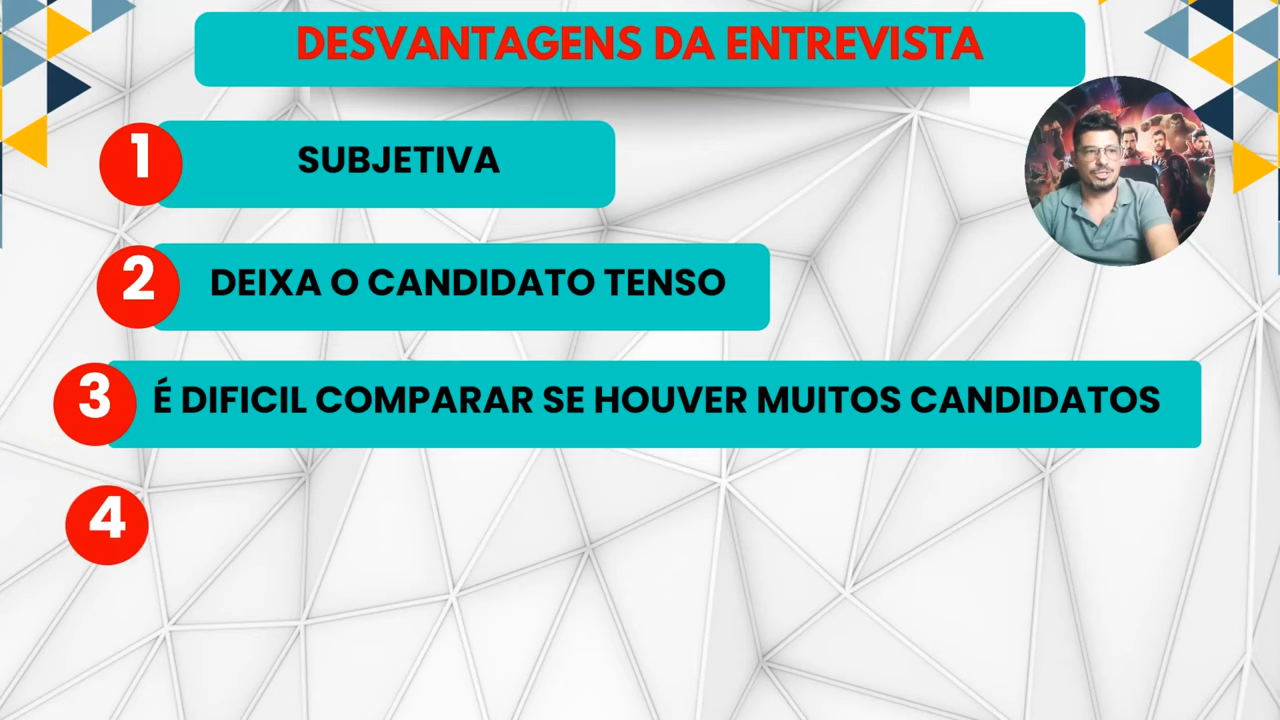 DESVANTAGENS DA ENTREVISTA
1
SUBJETIVA
2
DEIXA O CANDIDATO TENSO
3
É DIFICIL COMPARAR SE HOUVER MUITOS CANDIDATOS
4